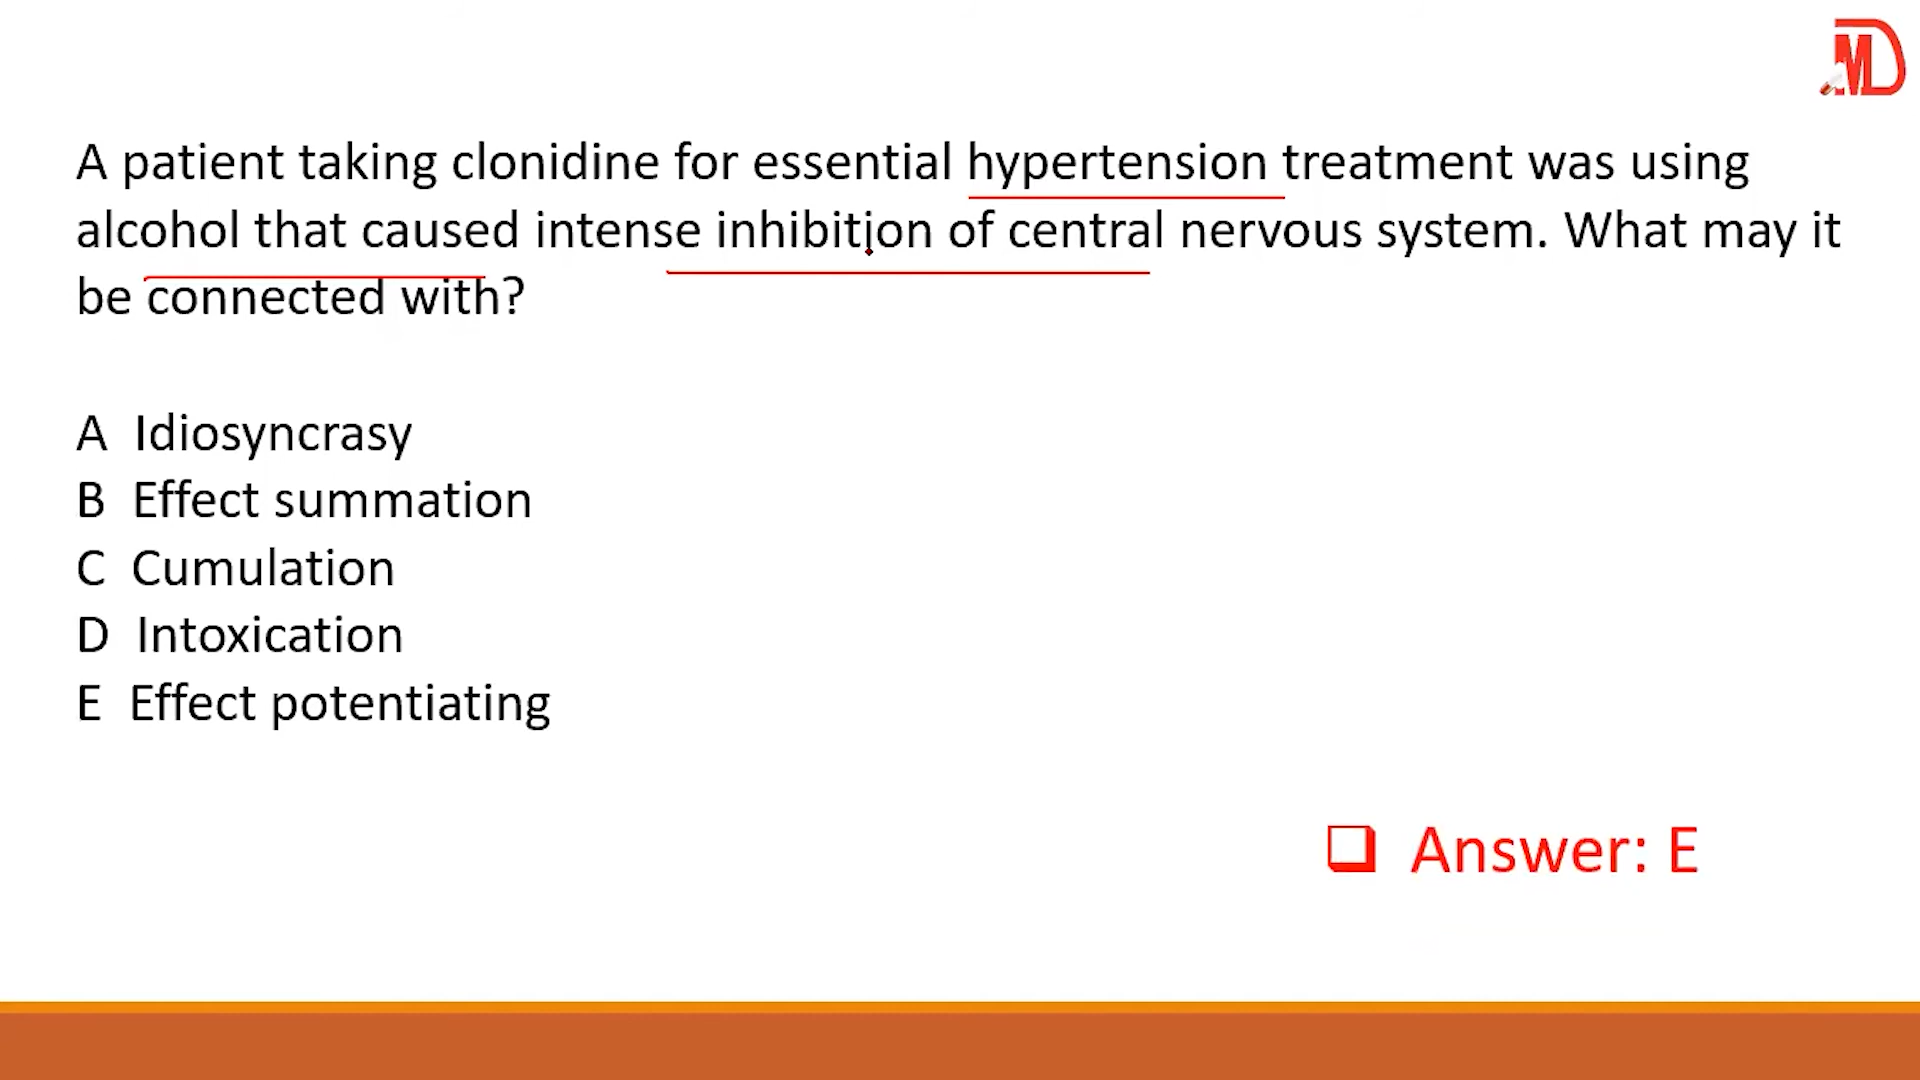 MD
A patient taking clonidine for essential hypertension treatment was using
alcohol that caused intense inhibition of central nervous system. What may it
be connected with?
A Idiosyncrasy
B Effect summation
C Cumulation
D Intoxication
E Effect potentiating
Answer: E